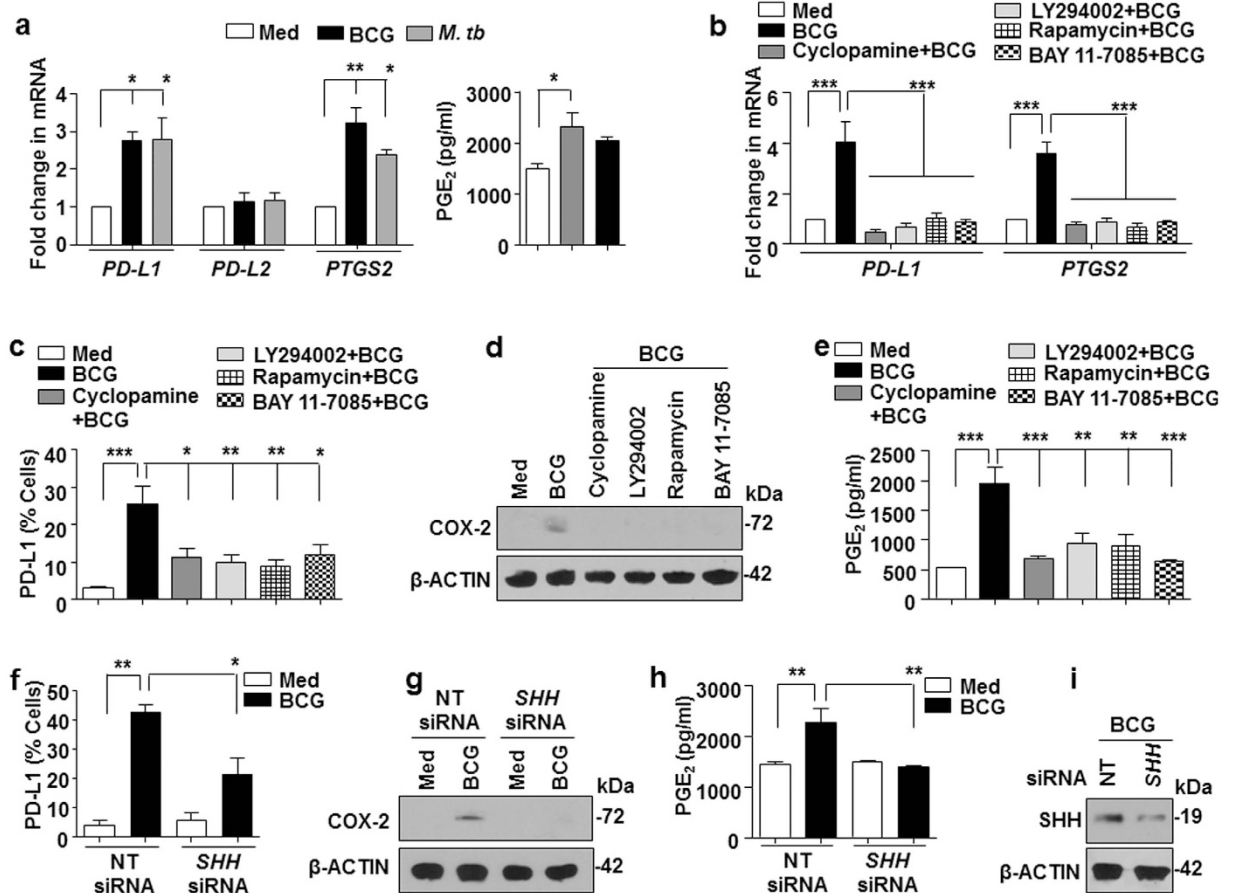 a
Med BCG M. tb
Fold change in mRNA
4
3
2
1
0
* *
** *
PD-L1 PD-L2 PTGS2
PGE2 (pg/ml)
3000
2000
1000
0
*
b
Med
BCG
Cyclopamine+BCG
LY294002+BCG
Rapamycin+BCG
BAY 11-7085+BCG
Fold change in mRNA
6
4
2
0
*** ***
*** ***
PD-L1 PTGS2
c
Med
BCG
Cyclopamine
+BCG
LY294002+BCG
Rapamycin+BCG
BAY 11-7085+BCG
PD-L1 (% Cells)
40
30
20
10
0
*** * ** ** *
d
BCG
Med
BCG
Cyclopamine
LY294002
Rapamycin
BAY 11-7085
kDa
COX-2 -72
β-ACTIN -42
e
Med
BCG
Cyclopamine
+BCG
LY294002+BCG
Rapamycin+BCG
BAY 11-7085+BCG
PGE2 (pg/ml)
2500
2000
1500
1000
500
0
*** *** ** ** ***
f
Med
BCG
PD-L1 (% Cells)
50
40
30
20
10
0
** *
NT SHH
siRNA siRNA
g
NT SHH
siRNA siRNA
Med BCG Med BCG
kDa
COX-2 -72
β-ACTIN -42
h
Med
BCG
PGE2 (pg/ml)
3000
2000
1000
0
** **
NT SHH
siRNA siRNA
i
BCG
siRNA NT SHH
kDa
SHH -19
β-ACTIN -42